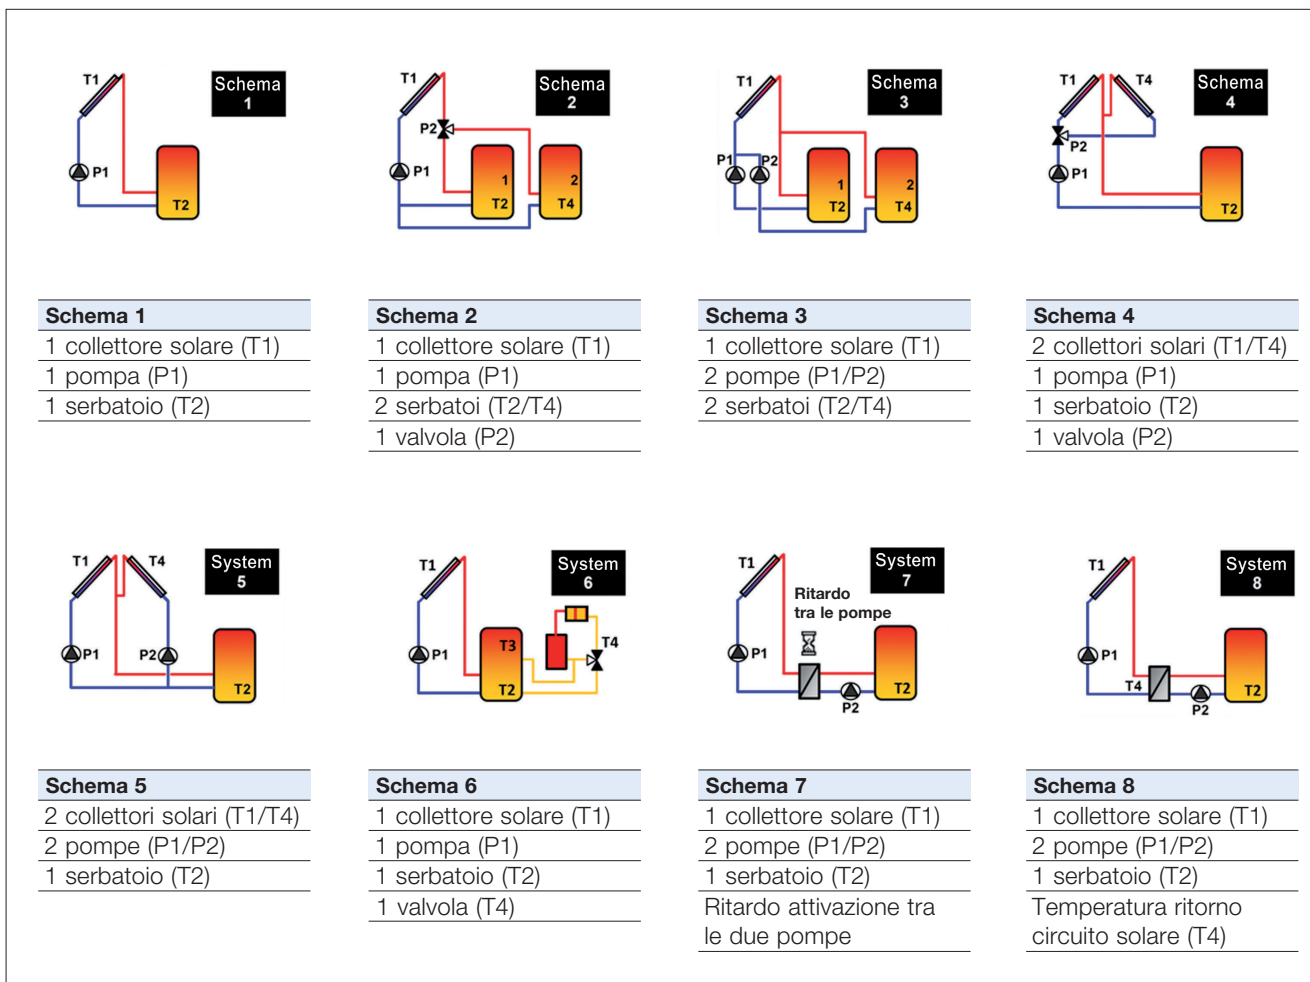 T1
Schema
1
P1
T2
T1
Schema
2
P2
P1
1
T2
2
T4
T1
Schema
3
P1
P2
1
T2
2
T4
T1
T4
Schema
4
P2
P1
T2
Schema 1
1 collettore solare (T1)
1 pompa (P1)
1 serbatoio (T2)
Schema 2
1 collettore solare (T1)
1 pompa (P1)
2 serbatoi (T2/T4)
1 valvola (P2)
Schema 3
1 collettore solare (T1)
2 pompe (P1/P2)
2 serbatoi (T2/T4)
Schema 4
2 collettori solari (T1/T4)
1 pompa (P1)
1 serbatoio (T2)
1 valvola (P2)
T1
T4
System
5
P1
P2
T2
T1
System
6
P1
T3
T2
T4
T1
System
7
Ritardo
tra le pompe
P1
P2
T2
T1
System
8
P1
T4
P2
T2
Schema 5
2 collettori solari (T1/T4)
2 pompe (P1/P2)
1 serbatoio (T2)
Schema 6
1 collettore solare (T1)
1 pompa (P1)
1 serbatoio (T2)
1 valvola (T4)
Schema 7
1 collettore solare (T1)
2 pompe (P1/P2)
1 serbatoio (T2)
Ritardo attivazione tra
le due pompe
Schema 8
1 collettore solare (T1)
2 pompe (P1/P2)
1 serbatoio (T2)
Temperatura ritorno
circuito solare (T4)